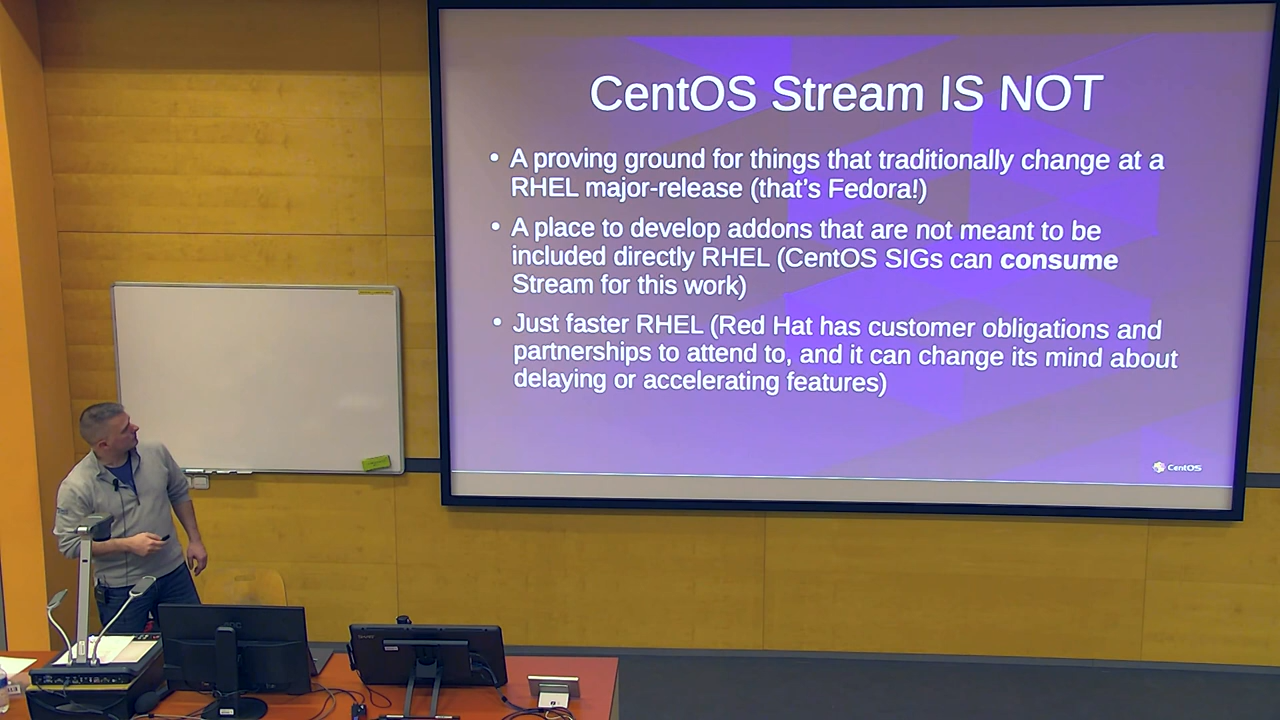 CentOS Stream IS NOT
• A proving ground for things that traditionally change at a
RHEL major-release (that's Fedora!)
• A place to develop addons that are not meant to be
included directly RHEL (CentOS SIGs can consume
Stream for this work)
• Just faster RHEL (Red Hat has customer obligations and
partnerships to attend to, and it can change its mind about
delaying or accelerating features)
CentOS